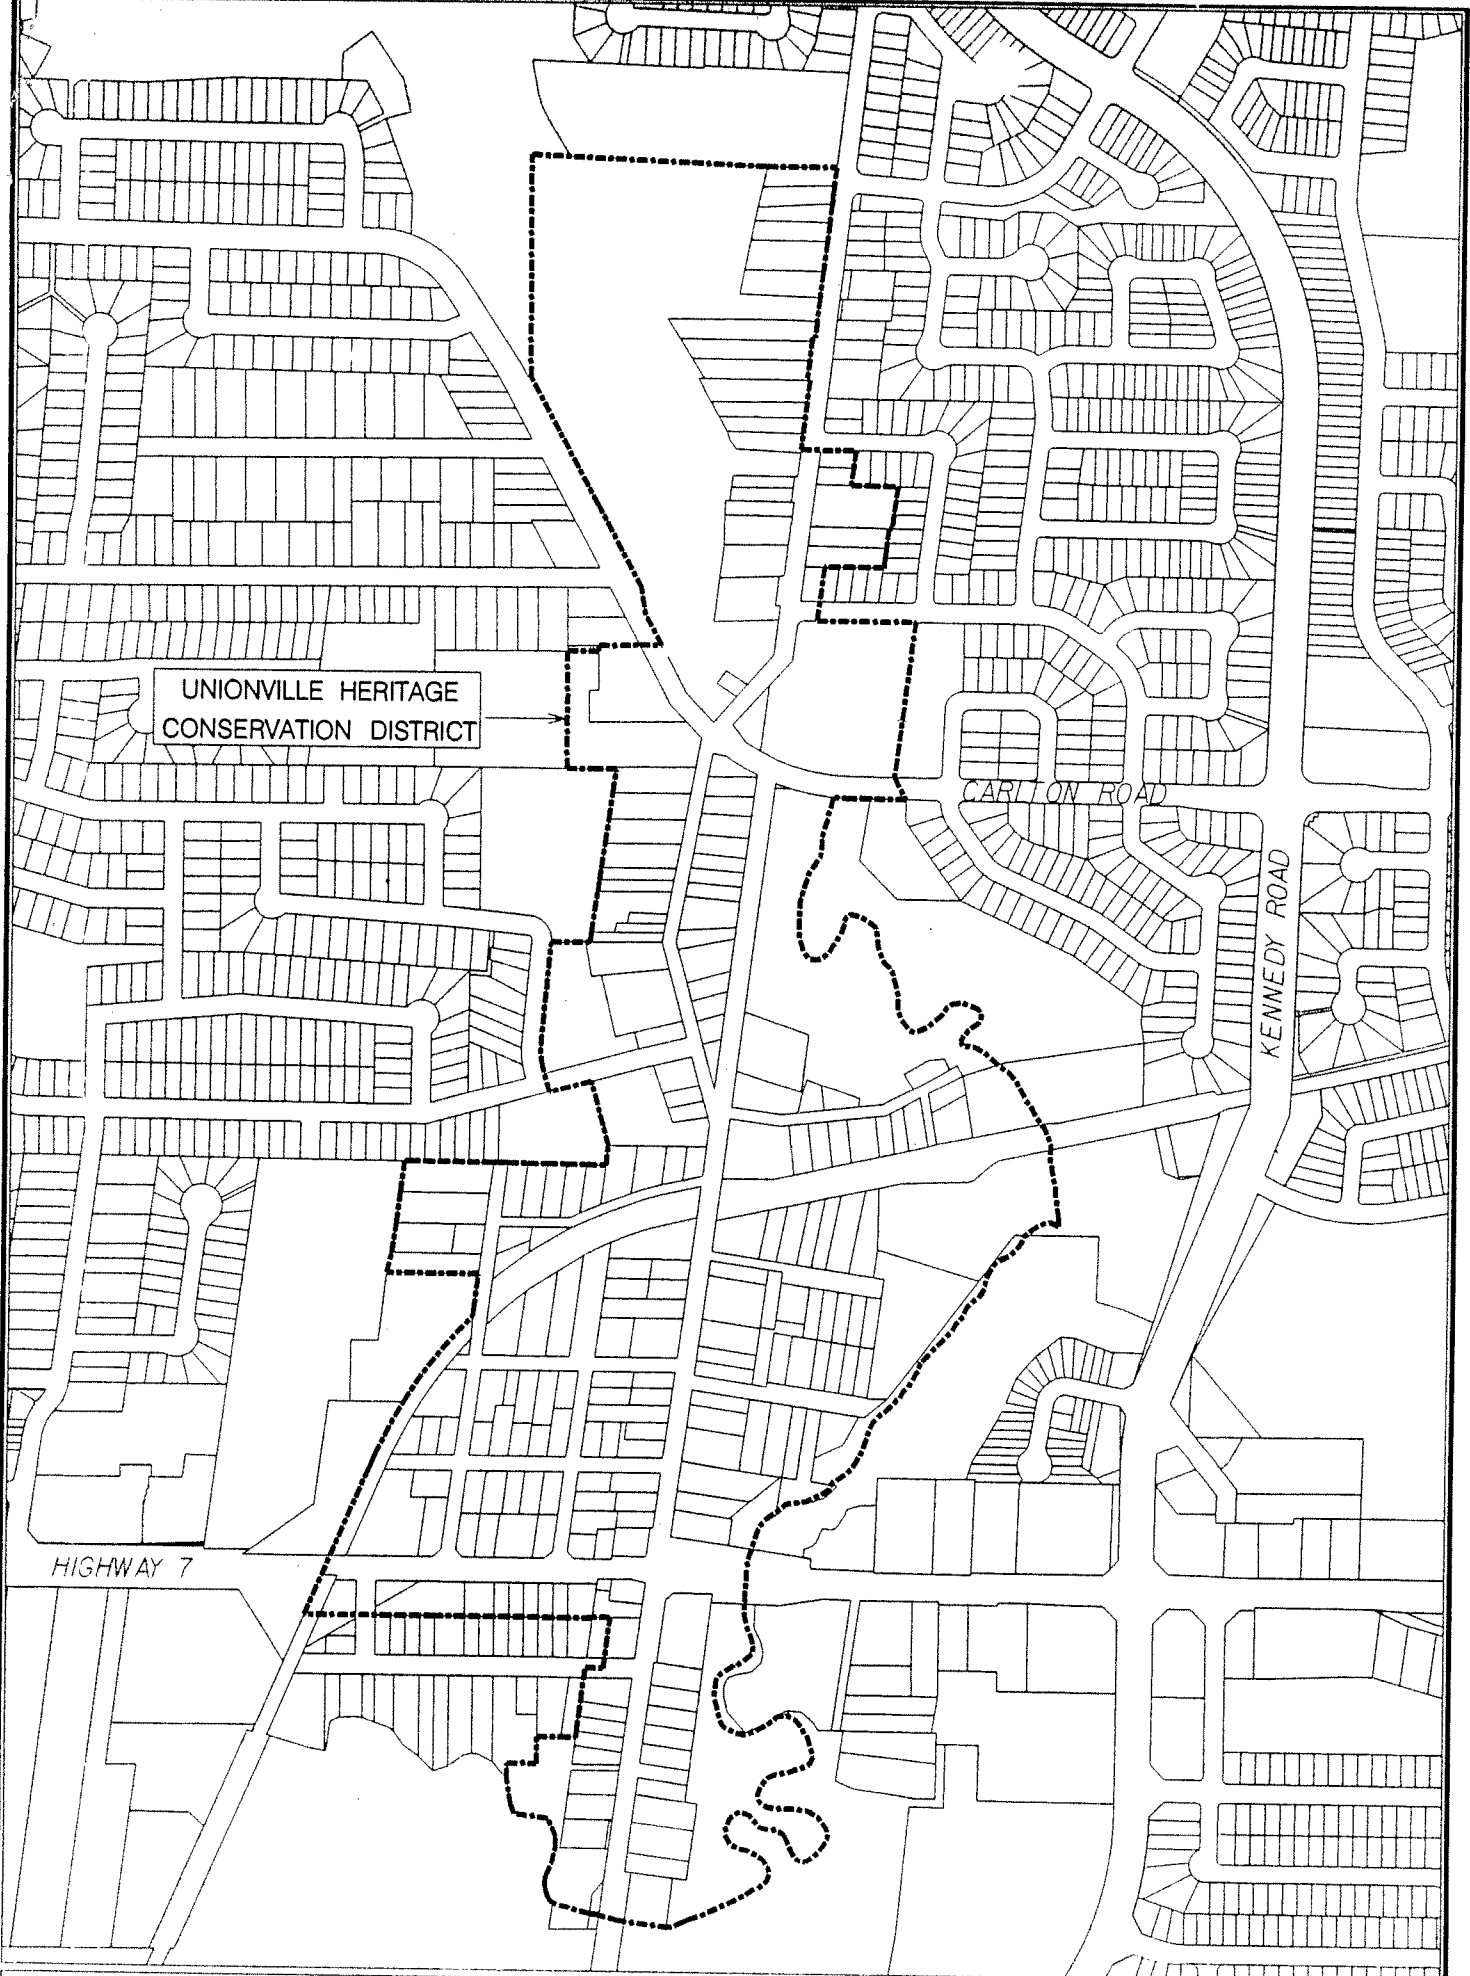 UNIONVILLE HERITAGE
CONSERVATION DISTRICT
CARLTON ROAD
KENNEDY ROAD
HIGHWAY 7